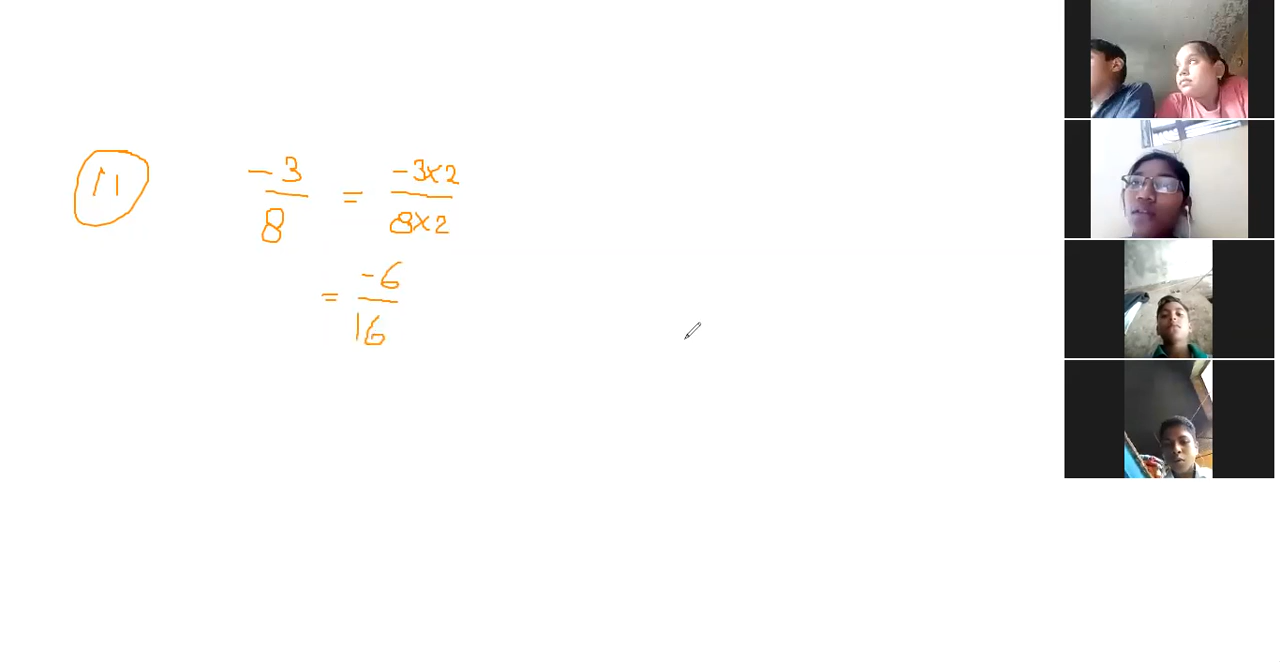 11
-3/8 = -3×2/8×2
= -6/16